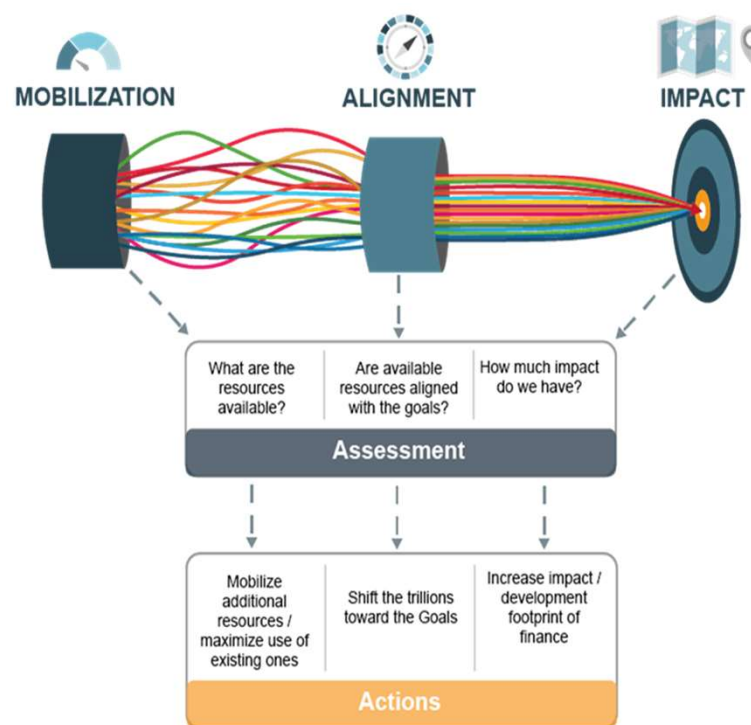 MOBILIZATION
ALIGNMENT
IMPACT
What are the
resources
available?
Are available
resources aligned
with the goals?
How much impact
do we have?
Assessment
Mobilize
additional
resources /
maximize use of
existing ones
Shift the trillions
toward the Goals
Increase impact /
development
footprint of
finance
Actions